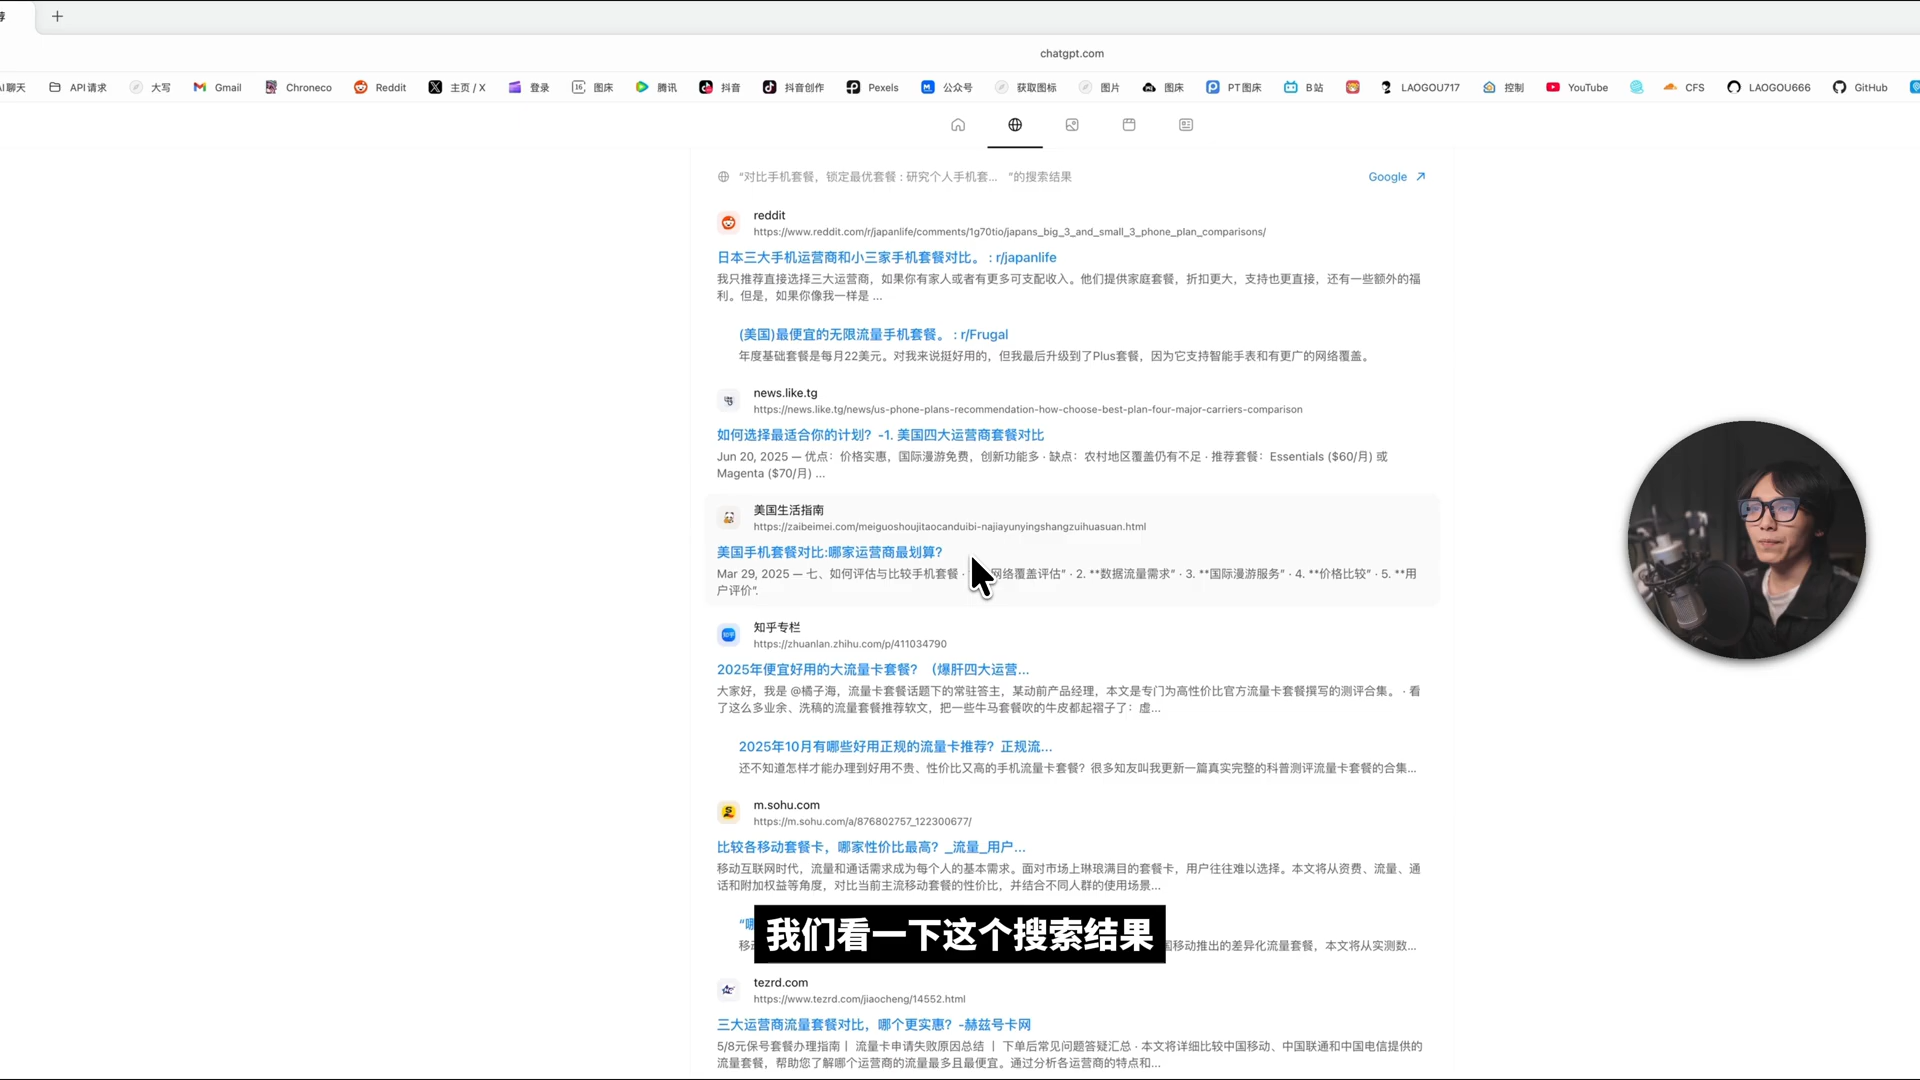 荐
chatgpt.com
AI聊天
API请求
大写
Gmail
Chroneco
Reddit
主页 / X
登录
图床
腾讯
抖音
抖音创作
Pexels
公众号
获取图标
图片
图床
PT图床
B站
LAOGOU717
控制
YouTube
CFS
LAOGOU666
GitHub
“对比手机套餐，锁定最优套餐 : 研究个人手机套... ”的搜索结果
Google
reddit
https://www.reddit.com/r/japanlife/comments/1g70tio/japans_big_3_and_small_3_phone_plan_comparisons/
日本三大手机运营商和小三家手机套餐对比。 : r/japanlife
我只推荐直接选择三大运营商，如果你有家人或者有更多可支配收入。他们提供家庭套餐，折扣更大，支持也更直接，还有一些额外的福
利。但是，如果你像我一样是 ...
(美国)最便宜的无限流量手机套餐。 : r/Frugal
年度基础套餐是每月22美元。对我来说挺好用的，但我最后升级到了Plus套餐，因为它支持智能手表和有更广的网络覆盖。
news.like.tg
https://news.like.tg/news/us-phone-plans-recommendation-how-choose-best-plan-four-major-carriers-comparison
如何选择最适合你的计划？-1. 美国四大运营商套餐对比
Jun 20, 2025 — 优点：价格实惠，国际漫游免费，创新功能多 · 缺点：农村地区覆盖仍有不足 · 推荐套餐：Essentials ($60/月) 或
Magenta ($70/月) ...
美国生活指南
https://zaibeimei.com/meiguoshoujitaocanduibi-najiayunyingshangzuihuasuan.html
美国手机套餐对比:哪家运营商最划算?
Mar 29, 2025 — 七、如何评估与比较手机套餐 · 网络覆盖评估” · 2. **数据流量需求” · 3. **国际漫游服务” · 4. **价格比较” · 5. **用
户评价”.
知乎专栏
https://zhuanlan.zhihu.com/p/411034790
2025年便宜好用的大流量卡套餐？（爆肝四大运营...
大家好，我是 @橘子海，流量卡套餐话题下的常驻答主，某动前产品经理，本文是专门为高性价比官方流量卡套餐撰写的测评合集。 · 看
了这么多业余、洗稿的流量套餐推荐软文，把一些牛马套餐吹的牛皮都起褶子了：虚...
2025年10月有哪些好用正规的流量卡推荐？正规流...
还不知道怎样才能办理到好用不贵、性价比又高的手机流量卡套餐？很多知友叫我更新一篇真实完整的科普测评流量卡套餐的合集...
m.sohu.com
https://m.sohu.com/a/876802757_122300677/
比较各移动套餐卡，哪家性价比最高？_流量_用户...
移动互联网时代，流量和通话需求成为每个人的基本需求。面对市场上琳琅满目的套餐卡，用户往往难以选择。本文将从资费、流量、通
话和附加权益等角度，对比当前主流移动套餐的性价比，并结合不同人群的使用场景...
“哪
我们看一下这个搜索结果
移动 国移动推出的差异化流量套餐，本文将从实测数...
tezrd.com
https://www.tezrd.com/jiaocheng/14552.html
三大运营商流量套餐对比，哪个更实惠？-赫兹号卡网
5/8元保号套餐办理指南丨 流量卡申请失败原因总结 丨 下单后常见问题答疑汇总 · 本文将详细比较中国移动、中国联通和中国电信提供的
流量套餐，帮助您了解哪个运营商的流量最多且最便宜。通过分析各运营商的特点和...